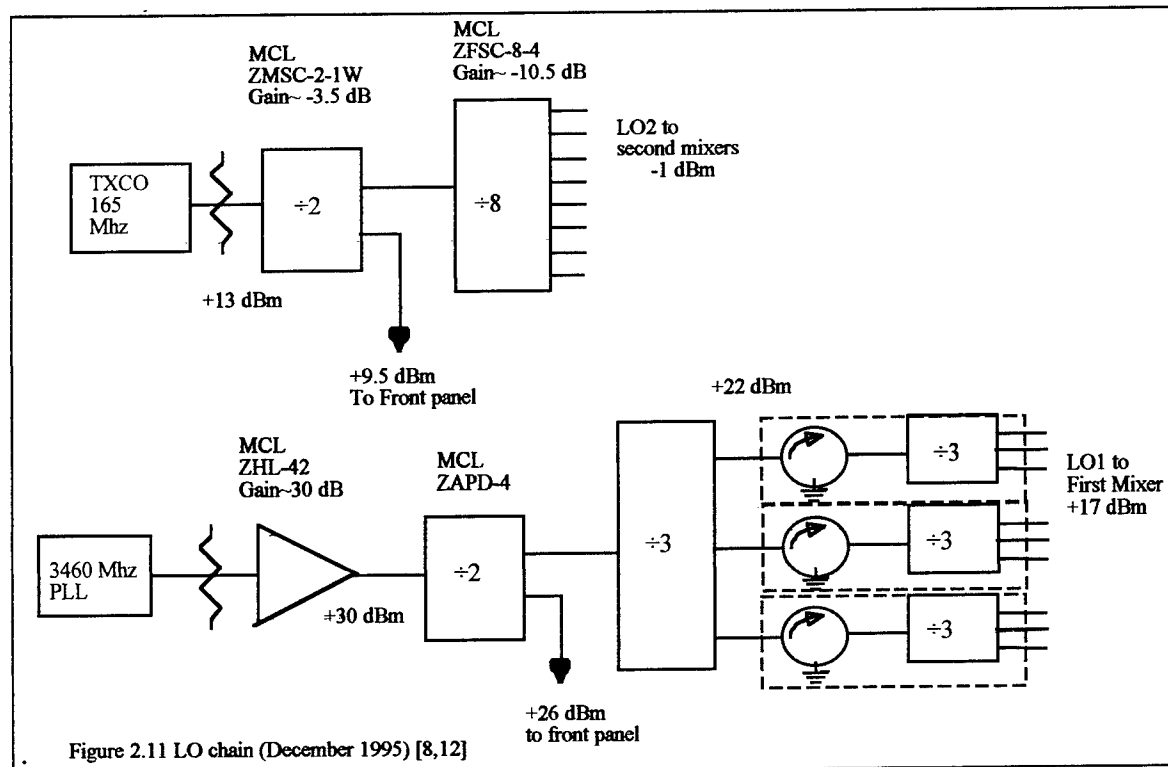 MCL
ZFSC-8-4
Gain~ -10.5 dB
MCL
ZMSC-2-1W
Gain~ -3.5 dB
LO2 to
second mixers
-1 dBm
TXCO
165
Mhz
÷2
÷8
+13 dBm
+9.5 dBm
To Front panel
+22 dBm
MCL
ZHL-42
Gain~30 dB
MCL
ZAPD-4
÷3
LO1 to
First Mixer
+17 dBm
3460 Mhz
PLL
+30 dBm
÷2
÷3
÷3
÷3
+26 dBm
to front panel
Figure 2.11 LO chain (December 1995) [8,12]